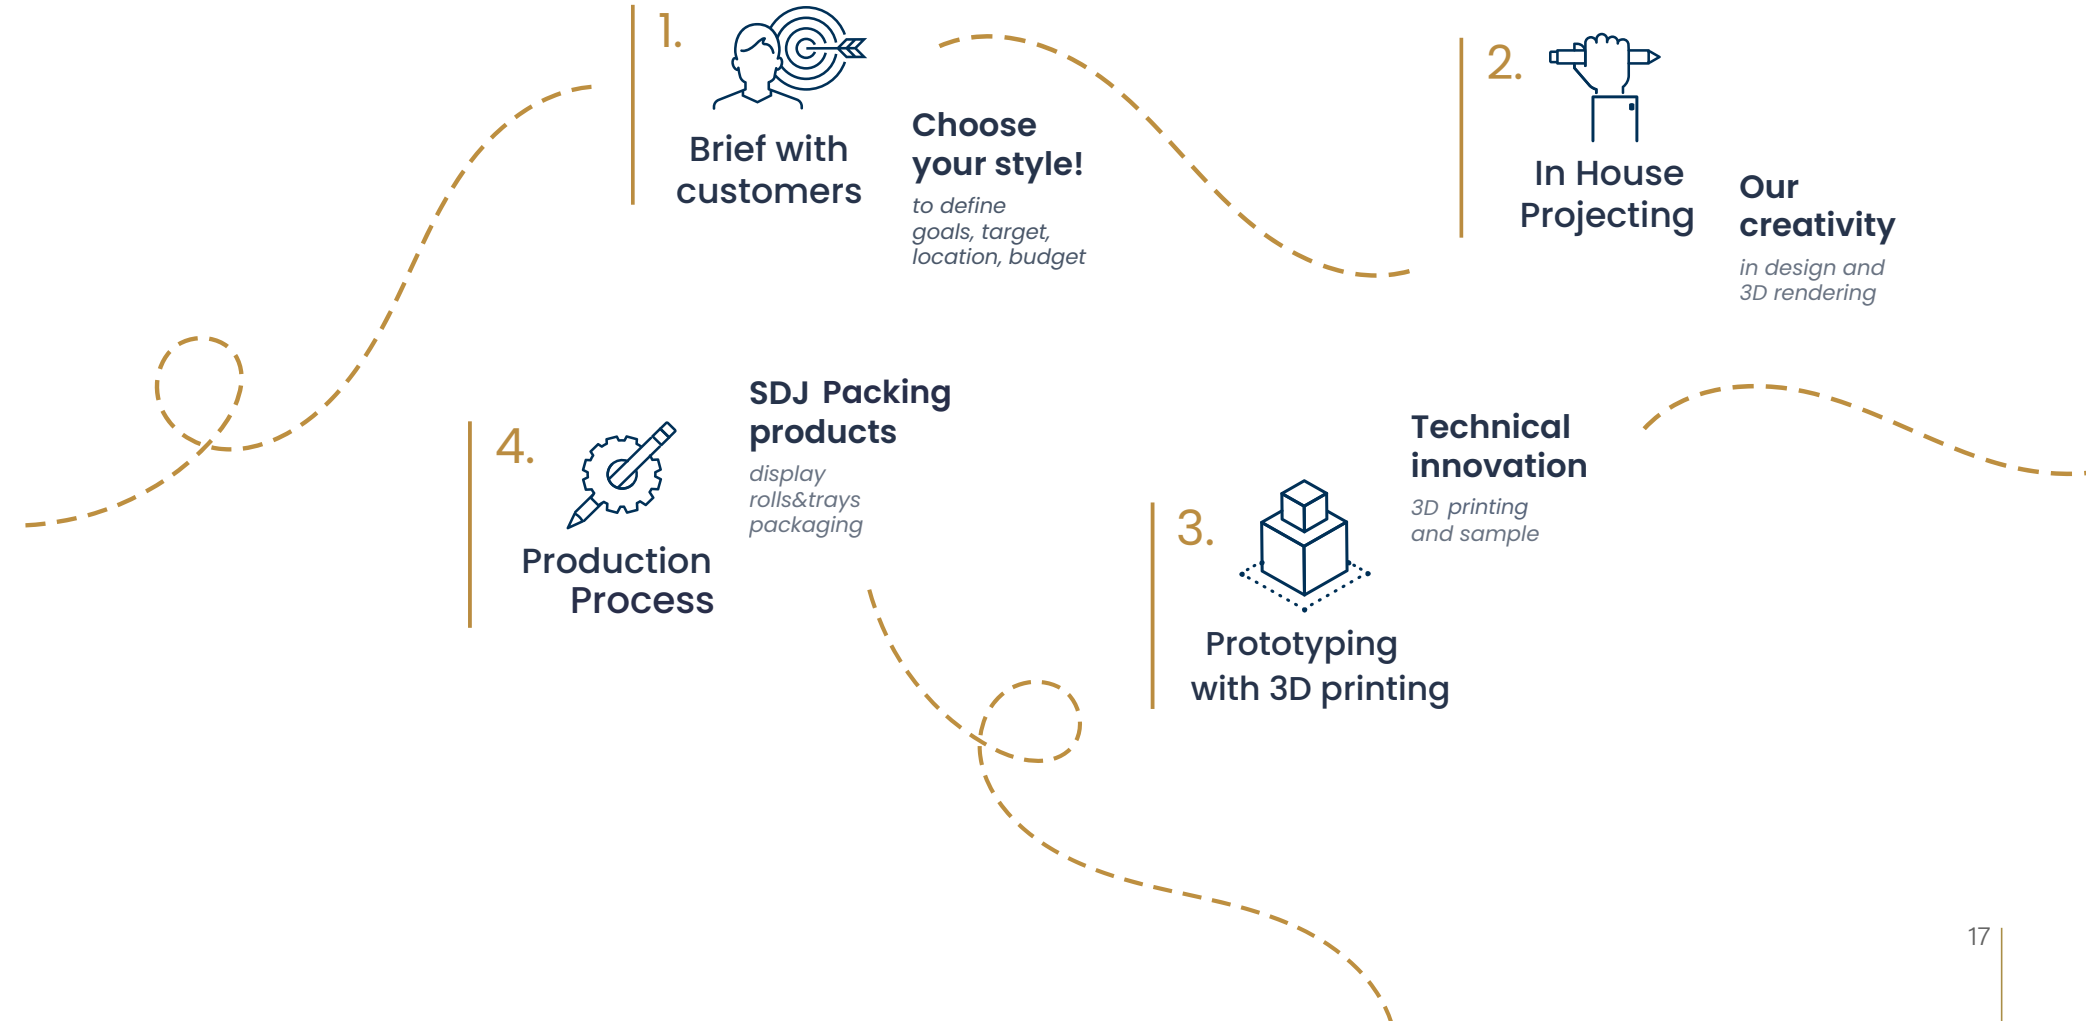 1.
Brief with
customers
Choose
your style!
to define
goals, target,
location, budget
2.
In House
Projecting
Our
creativity
in design and
3D rendering
3.
Prototyping
with 3D printing
Technical
innovation
3D printing
and sample
4.
Production
Process
SDJ Packing
products
display
rolls&trays
packaging
17